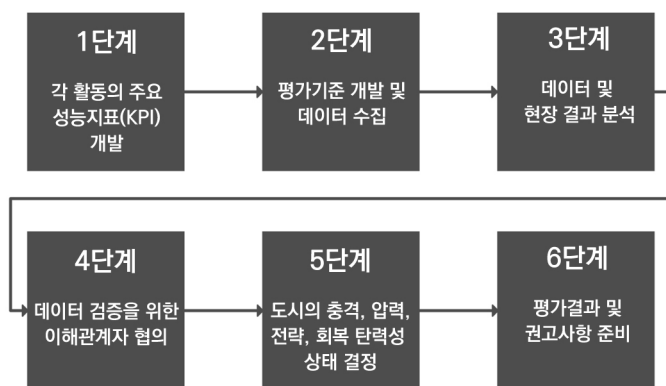 1단계
각 활동의 주요
성능지표(KPI)
개발
2단계
평가기준 개발 및
데이터 수집
3단계
데이터 및
현장 결과 분석
4단계
데이터 검증을 위한
이해관계자 협의
5단계
도시의 충격, 압력,
전략, 회복 탄력성
상태 결정
6단계
평가결과 및
권고사항 준비